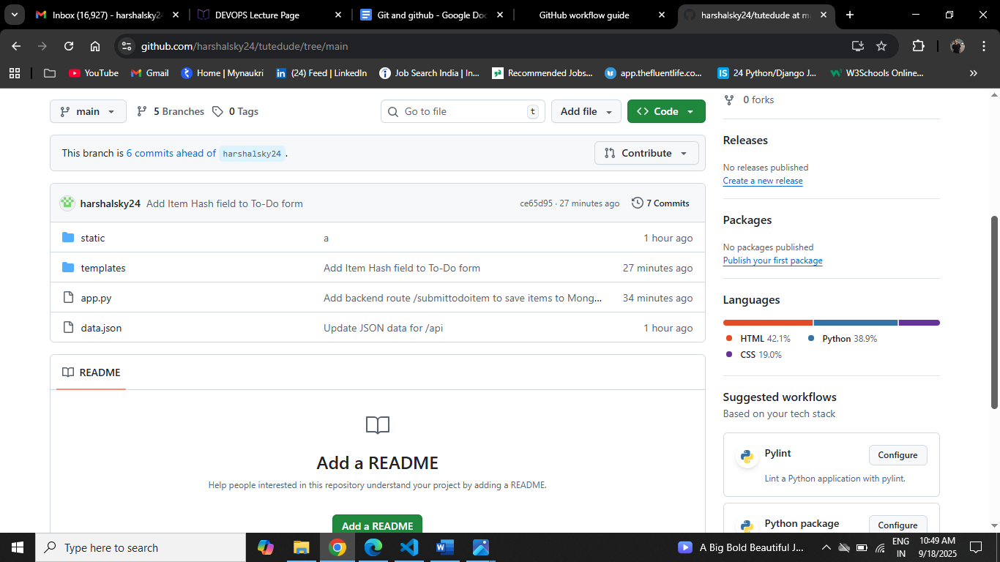 Inbox (16,927) - harshalsky24
DEVOPS Lecture Page
Git and github - Google Doc
GitHub workflow guide
harshalsky24/tutedude at ma
github.com/harshalsky24/tutedude/tree/main
YouTube
Gmail
Home | Mynaukri
(24) Feed | LinkedIn
Job Search India | In...
Recommended Jobs...
app.thefluentlife.co...
24 Python/Django J...
W3Schools Online...
main
5 Branches
0 Tags
Go to file
t
Add file
Code
This branch is 6 commits ahead of harshalsky24 .
Contribute
harshalsky24 Add Item Hash field to To-Do form
ce65d95 · 27 minutes ago
7 Commits
static a 1 hour ago
templates Add Item Hash field to To-Do form 27 minutes ago
app.py Add backend route /submittodoitem to save items to Mong... 34 minutes ago
data.json Update JSON data for /api 1 hour ago
README
Add a README
Help people interested in this repository understand your project by adding a README.
Add a README
0 forks
Releases
No releases published
Create a new release
Packages
No packages published
Publish your first package
Languages
HTML 42.1% Python 38.9%
CSS 19.0%
Suggested workflows
Based on your tech stack
Pylint
Configure
Lint a Python application with pylint.
Python package
Configure
Type here to search
A Big Bold Beautiful J...
ENG
IN
10:49 AM
9/18/2025